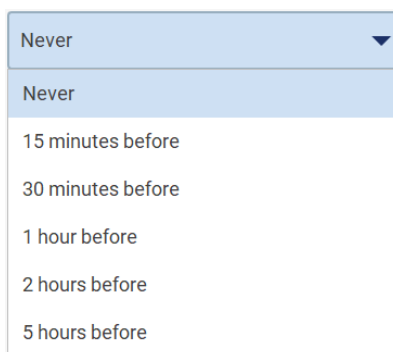 Never
Never
15 minutes before
30 minutes before
1 hour before
2 hours before
5 hours before